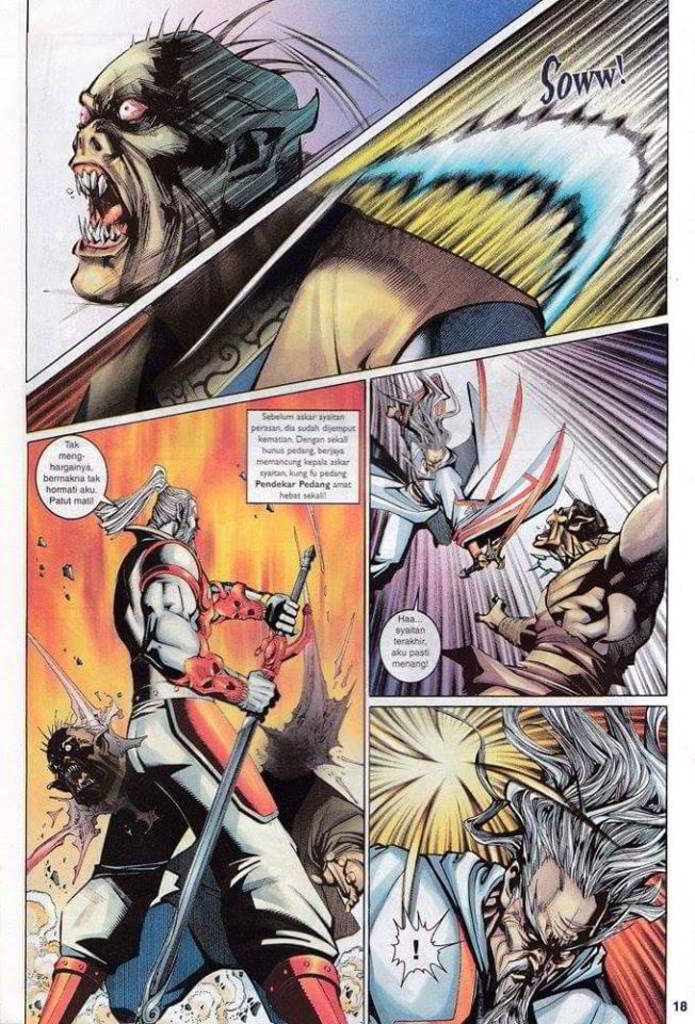 Soww!
Tak
meng-
hargainya,
bermakna tak
hormati aku.
Patut mati!
Sebelum askar syaitan
perasan, dia sudah dijemput
kematian. Dengan sekali
hunus pedang, berjaya
memancung kepala askar
syaitan, kung fu pedang
Pendekar Pedang amat
hebat sekali!
Haa...
syaitan
terakhir,
aku pasti
menang!
!
18